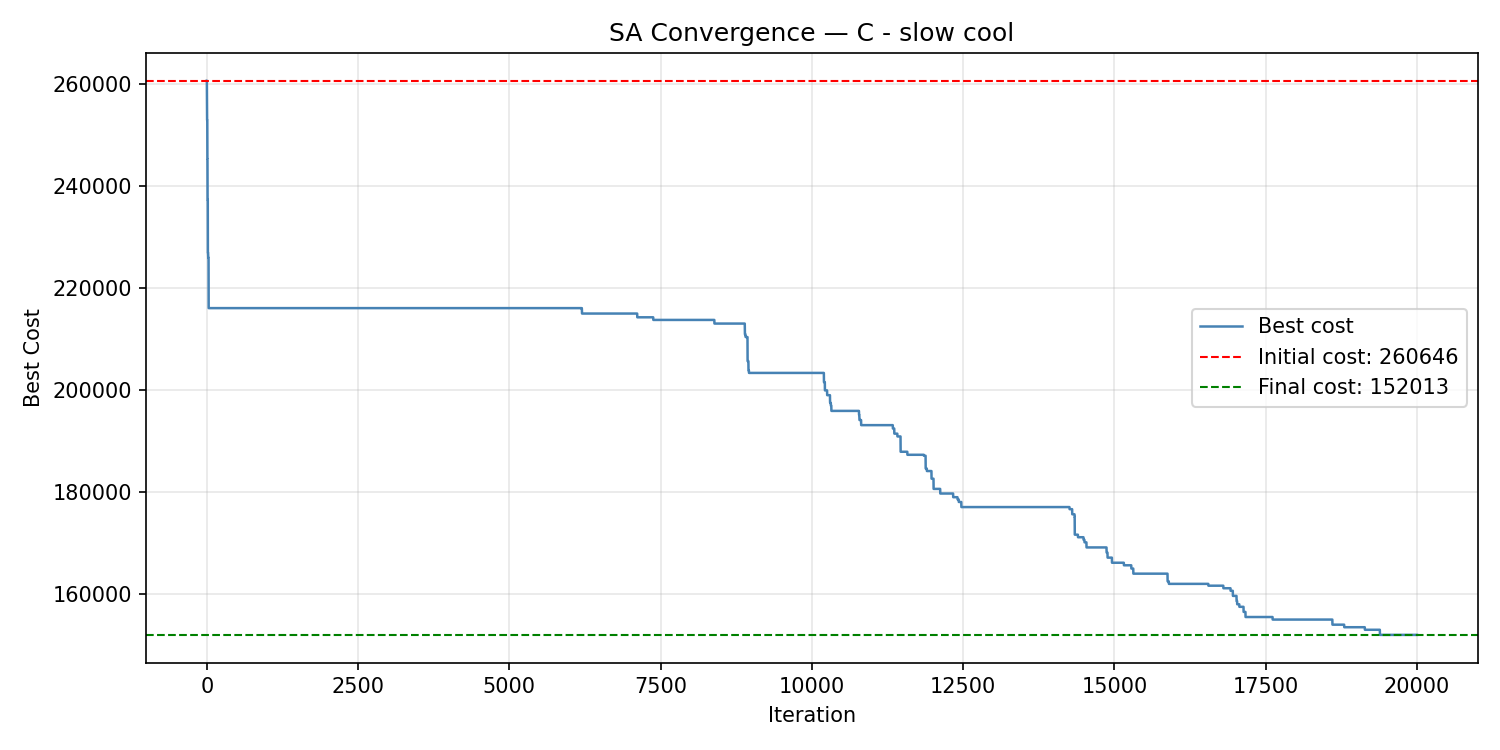 SA Convergence — C - slow cool
260000
240000
220000
200000
180000
160000
Best Cost
Best cost
Initial cost: 260646
Final cost: 152013
0 2500 5000 7500 10000 12500 15000 17500 20000
Iteration